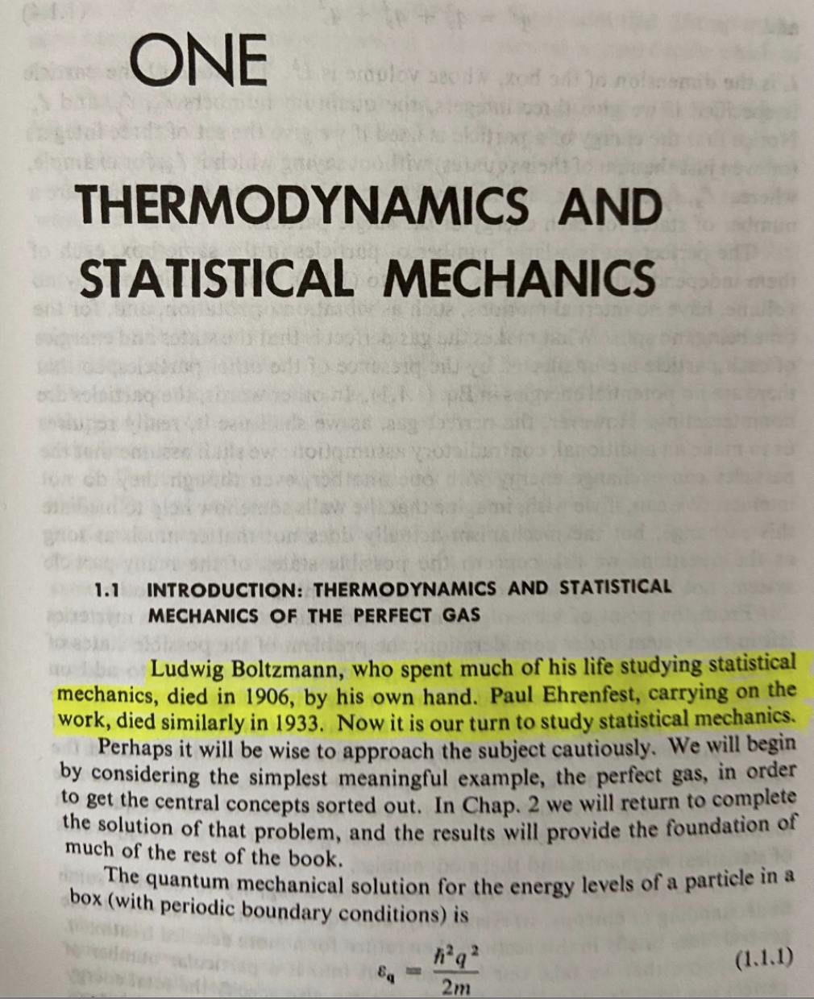 ONE
THERMODYNAMICS AND
STATISTICAL MECHANICS
1.1 INTRODUCTION: THERMODYNAMICS AND STATISTICAL
MECHANICS OF THE PERFECT GAS
Ludwig Boltzmann, who spent much of his life studying statistical
mechanics, died in 1906, by his own hand. Paul Ehrenfest, carrying on the
work, died similarly in 1933. Now it is our turn to study statistical mechanics.
Perhaps it will be wise to approach the subject cautiously. We will begin
by considering the simplest meaningful example, the perfect gas, in order
to get the central concepts sorted out. In Chap. 2 we will return to complete
the solution of that problem, and the results will provide the foundation of
much of the rest of the book.
The quantum mechanical solution for the energy levels of a particle in a
box (with periodic boundary conditions) is
ε_q = ħ²q² / 2m (1.1.1)